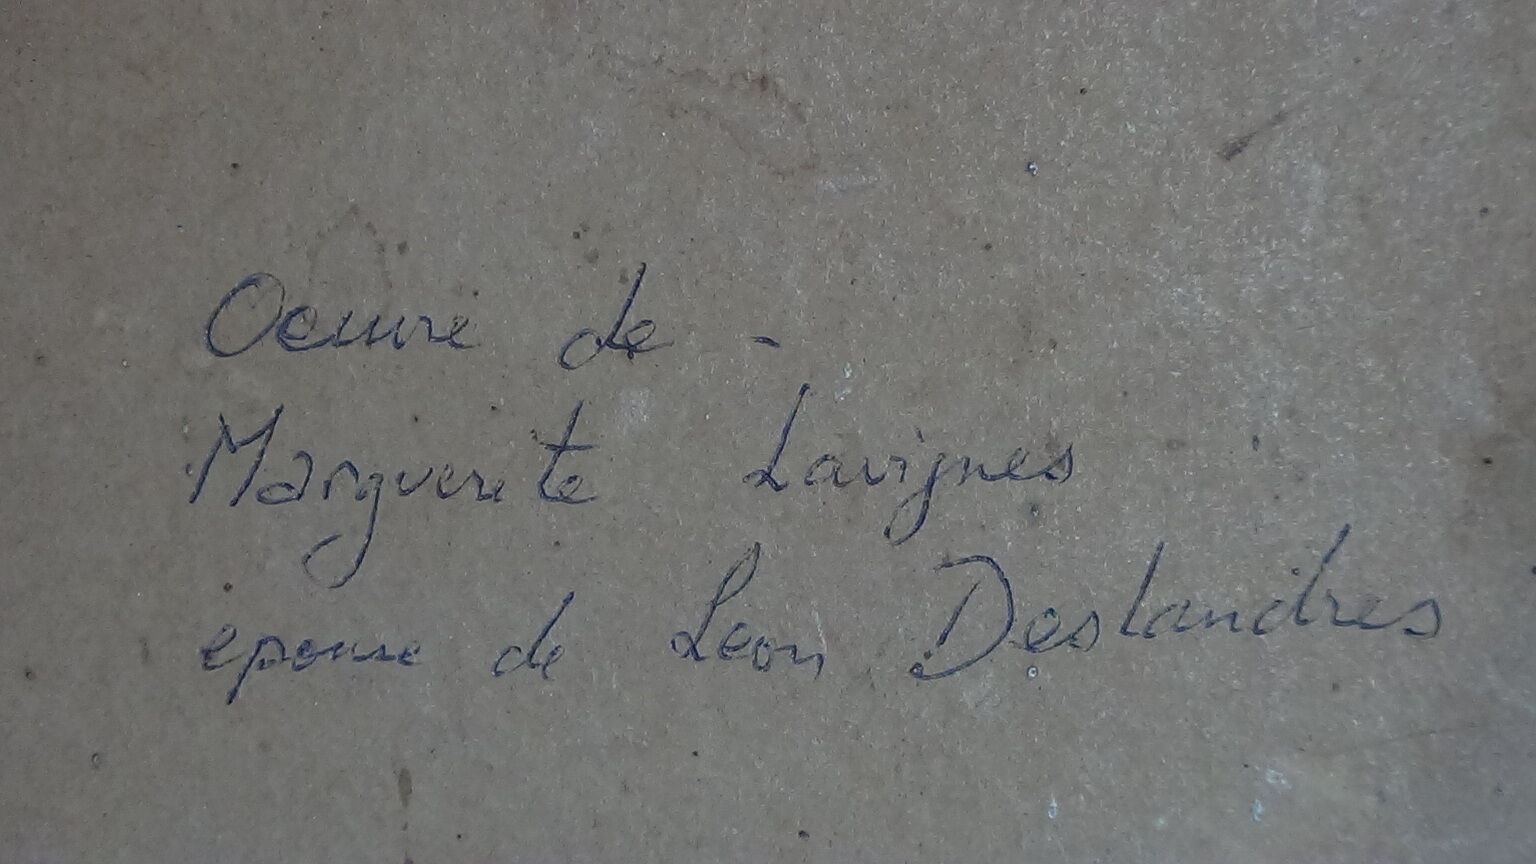 Oeuvre de -
Marguerite Lavignes
epouse de Leon Deslandres